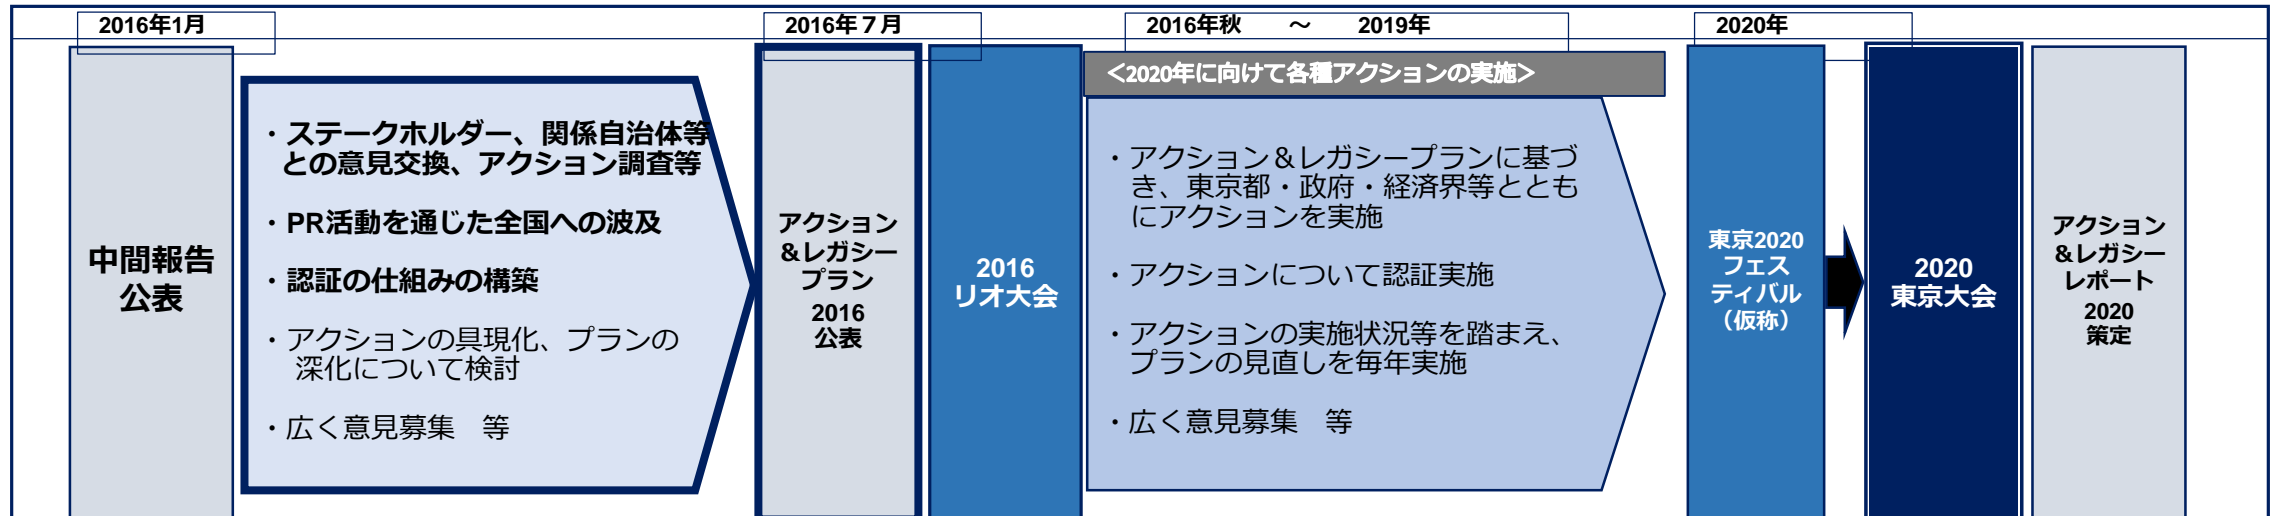 2016年1月
2016年７月
2016年秋　～　2019年
2020年
中間報告
公表
・ステークホルダー、関係自治体等
との意見交換、アクション調査等
・PR活動を通じた全国への波及
・認証の仕組みの構築
・アクションの具現化、プランの
深化について検討
・広く意見募集　等
アクション
&レガシー
プラン
2016
公表
2016
リオ大会
＜2020年に向けて各種アクションの実施＞
・アクション＆レガシープランに基づ
き、東京都・政府・経済界等ととも
にアクションを実施
・アクションについて認証実施
・アクションの実施状況等を踏まえ、
プランの見直しを毎年実施
・広く意見募集　等
東京2020
フェス
ティバル
（仮称）
2020
東京大会
アクション
&レガシー
レポート
2020
策定